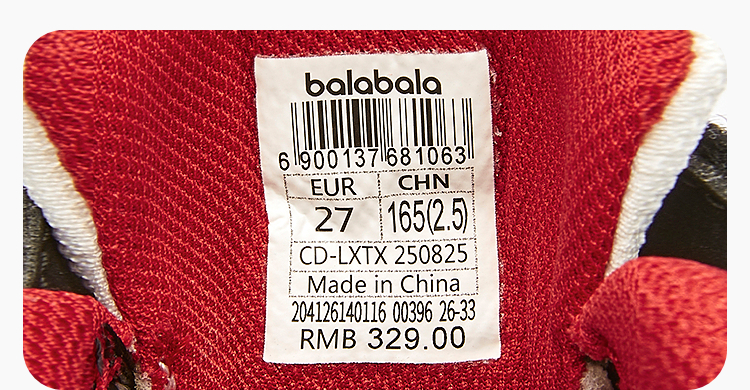 balabala
6 900137 681063
EUR CHN
27 165(2.5)
CD-LXTX 250825
Made in China
204126140116 00396 26-33
RMB 329.00